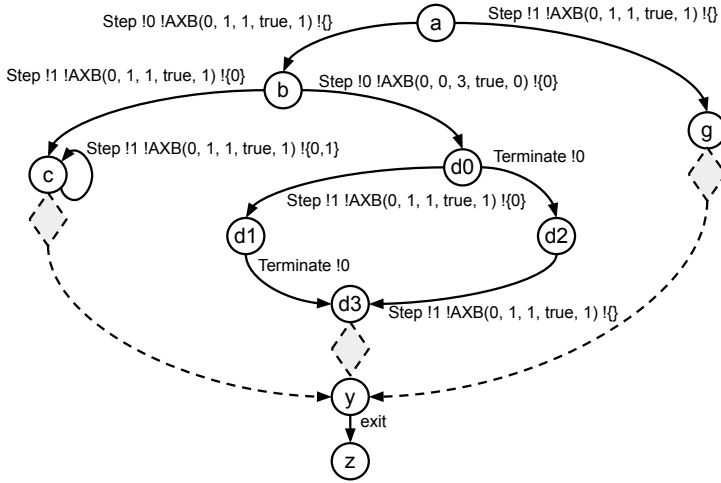 Step !0 !AXB(0, 1, 1, true, 1) !{}
a
Step !1 !AXB(0, 1, 1, true, 1) !{}
Step !1 !AXB(0, 1, 1, true, 1) !{0}
b
Step !0 !AXB(0, 0, 3, true, 0) !{0}
g
Step !1 !AXB(0, 1, 1, true, 1) !{0,1}
c
d0
Terminate !0
Step !1 !AXB(0, 1, 1, true, 1) !{0}
d1
d2
Terminate !0
d3
Step !1 !AXB(0, 1, 1, true, 1) !{}
y
exit
z